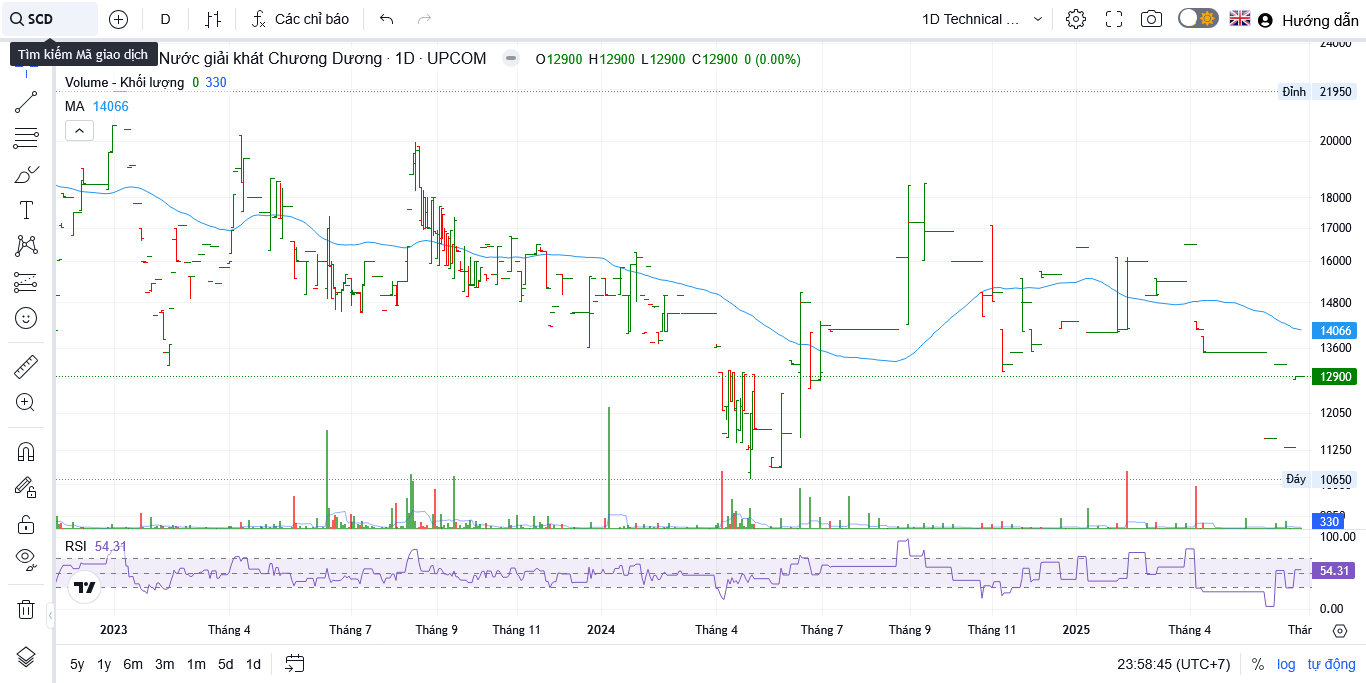 SCD
D
Các chỉ báo
1D Technical ...
Hướng dẫn
Tìm kiếm Mã giao dịch
Nước giải khát Chương Dương · 1D · UPCOM
O12900 H12900 L12900 C12900 0 (0.00%)
Volume - Khối lượng 0 330
MA 14066
24000
Đỉnh 21950
20000
18000
17000
16000
14800
14066
13600
12900
12050
11250
Đáy 10650
330
RSI 54.31
100.00
54.31
0.00
2023 Tháng 4 Tháng 7 Tháng 9 Tháng 11 2024 Tháng 4 Tháng 7 Tháng 9 Tháng 11 2025 Tháng 4 Thár
5y 1y 6m 3m 1m 5d 1d
23:58:45 (UTC+7) % log tự động